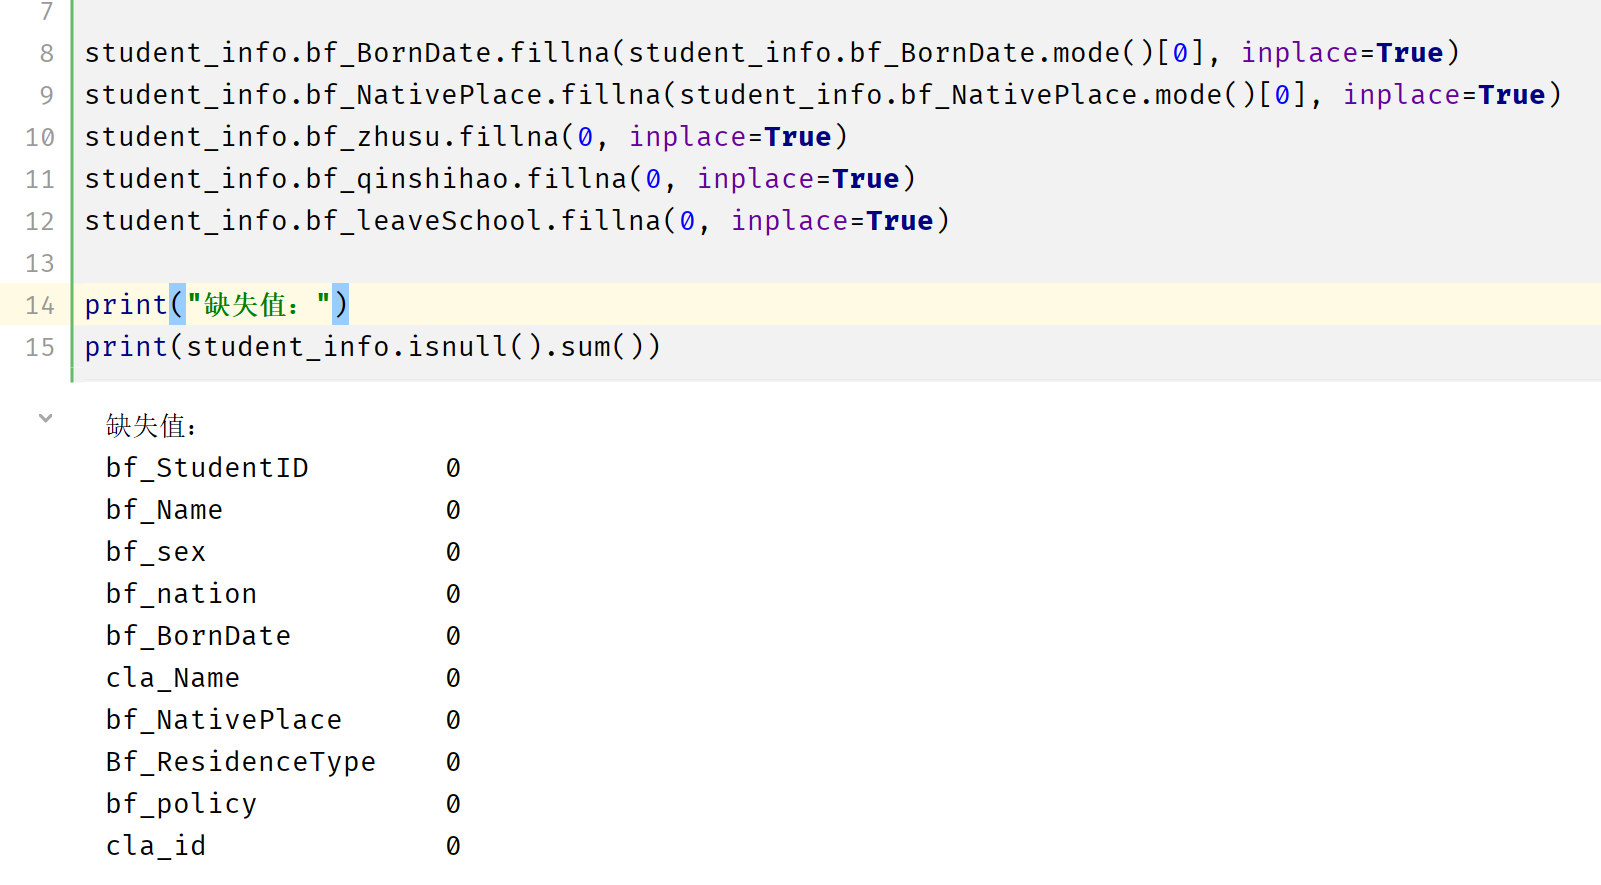 7
8 student_info.bf_BornDate.fillna(student_info.bf_BornDate.mode()[0], inplace=True)
9 student_info.bf_NativePlace.fillna(student_info.bf_NativePlace.mode()[0], inplace=True)
10 student_info.bf_zhusu.fillna(0, inplace=True)
11 student_info.bf_qinshihao.fillna(0, inplace=True)
12 student_info.bf_leaveSchool.fillna(0, inplace=True)
13
14 print("缺失值：")
15 print(student_info.isnull().sum())
缺失值：
bf_StudentID 0
bf_Name 0
bf_sex 0
bf_nation 0
bf_BornDate 0
cla_Name 0
bf_NativePlace 0
Bf_ResidenceType 0
bf_policy 0
cla_id 0